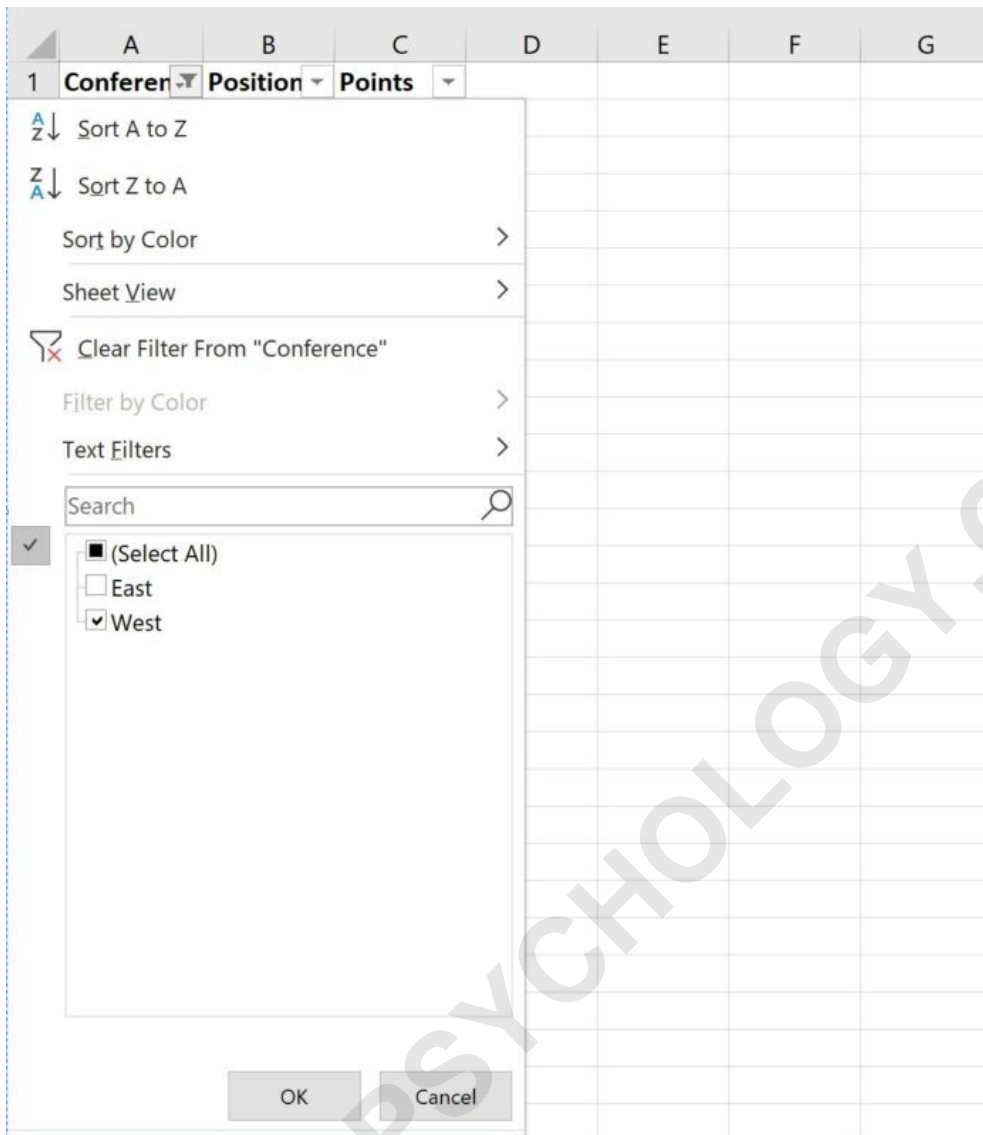 A B C D E F G
1 Conferen Position Points
Sort A to Z
Sort Z to A
Sort by Color
Sheet View
Clear Filter From "Conference"
Filter by Color
Text Filters
Search
(Select All)
East
West
OK Cancel
PSYCHOLOGY.